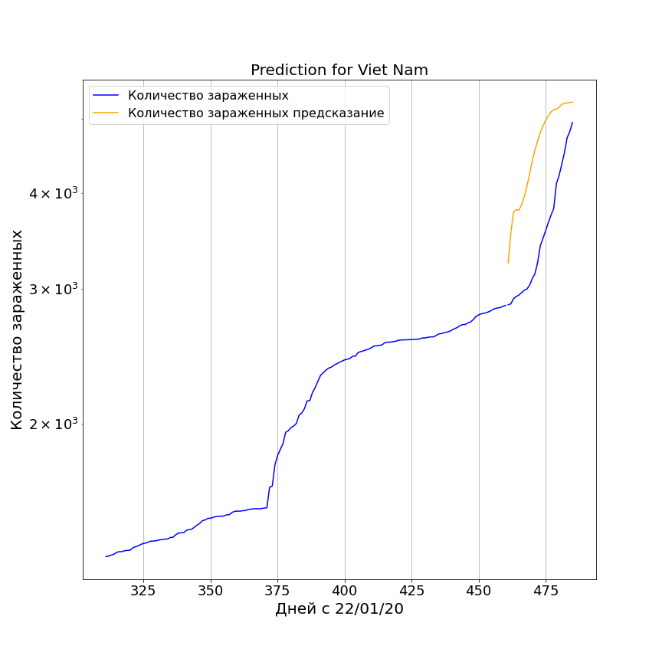 Prediction for Viet Nam
Количество зараженных
Количество зараженных предсказание
4 × 10³
3 × 10³
2 × 10³
Количество зараженных
325 350 375 400 425 450 475
Дней с 22/01/20